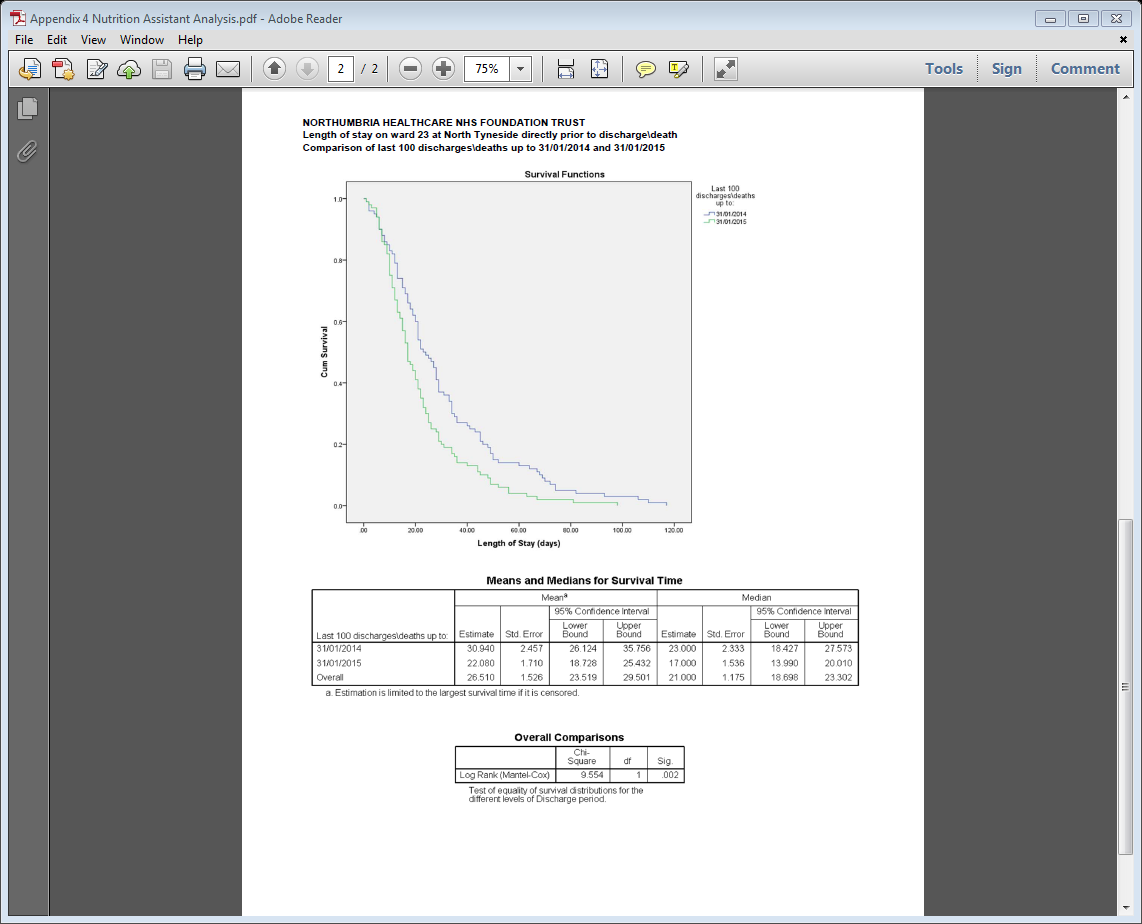 Appendix 4 Nutrition Assistant Analysis.pdf - Adobe Reader
File Edit View Window Help
2 / 2 75% Tools Sign Comment
NORTHUMBRIA HEALTHCARE NHS FOUNDATION TRUST
Length of stay on ward 23 at North Tyneside directly prior to discharge\death
Comparison of last 100 discharges\deaths up to 31/01/2014 and 31/01/2015
Survival Functions
Last 100
discharges\deaths
up to:
31/01/2014
31/01/2015
1.0
0.8
0.6
0.4
0.2
0.0
Cum Survival
.00 20.00 40.00 60.00 80.00 100.00 120.00
Length of Stay (days)
Means and Medians for Survival Time
Meana Median
95% Confidence Interval 95% Confidence Interval
Last 100 discharges\deaths up to: Estimate Std. Error Lower Bound Upper Bound Estimate Std. Error Lower Bound Upper Bound
31/01/2014 30.940 2.457 26.124 35.756 23.000 2.333 18.427 27.573
31/01/2015 22.080 1.710 18.728 25.432 17.000 1.536 13.990 20.010
Overall 26.510 1.526 23.519 29.501 21.000 1.175 18.698 23.302
a. Estimation is limited to the largest survival time if it is censored.
Overall Comparisons
Chi-Square df Sig.
Log Rank (Mantel-Cox) 9.554 1 .002
Test of equality of survival distributions for the
different levels of Discharge period.